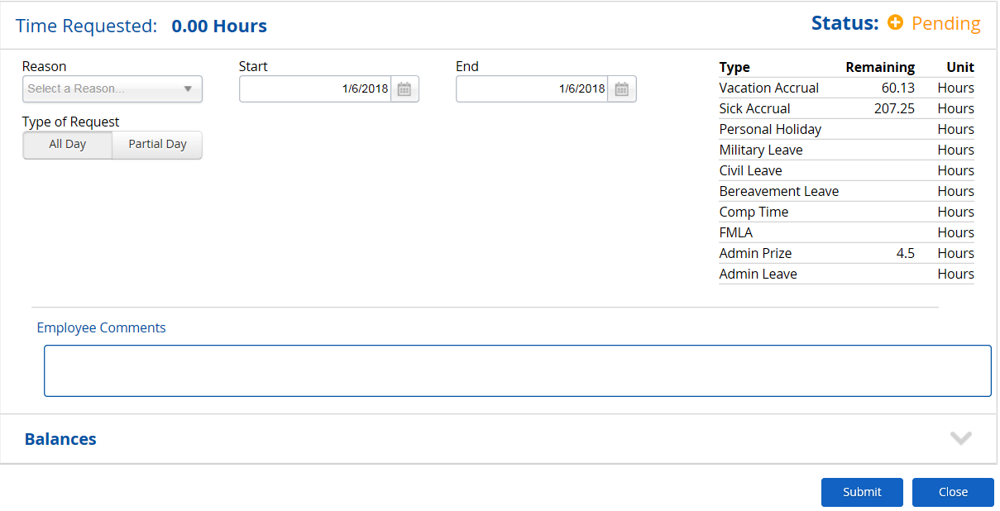 Time Requested: 0.00 Hours
Status: Pending
Reason
Select a Reason...
Start
1/6/2018
End
1/6/2018
Type of Request
All Day Partial Day
Type Remaining Unit
Vacation Accrual 60.13 Hours
Sick Accrual 207.25 Hours
Personal Holiday Hours
Military Leave Hours
Civil Leave Hours
Bereavement Leave Hours
Comp Time Hours
FMLA Hours
Admin Prize 4.5 Hours
Admin Leave Hours
Employee Comments
Balances
Submit Close